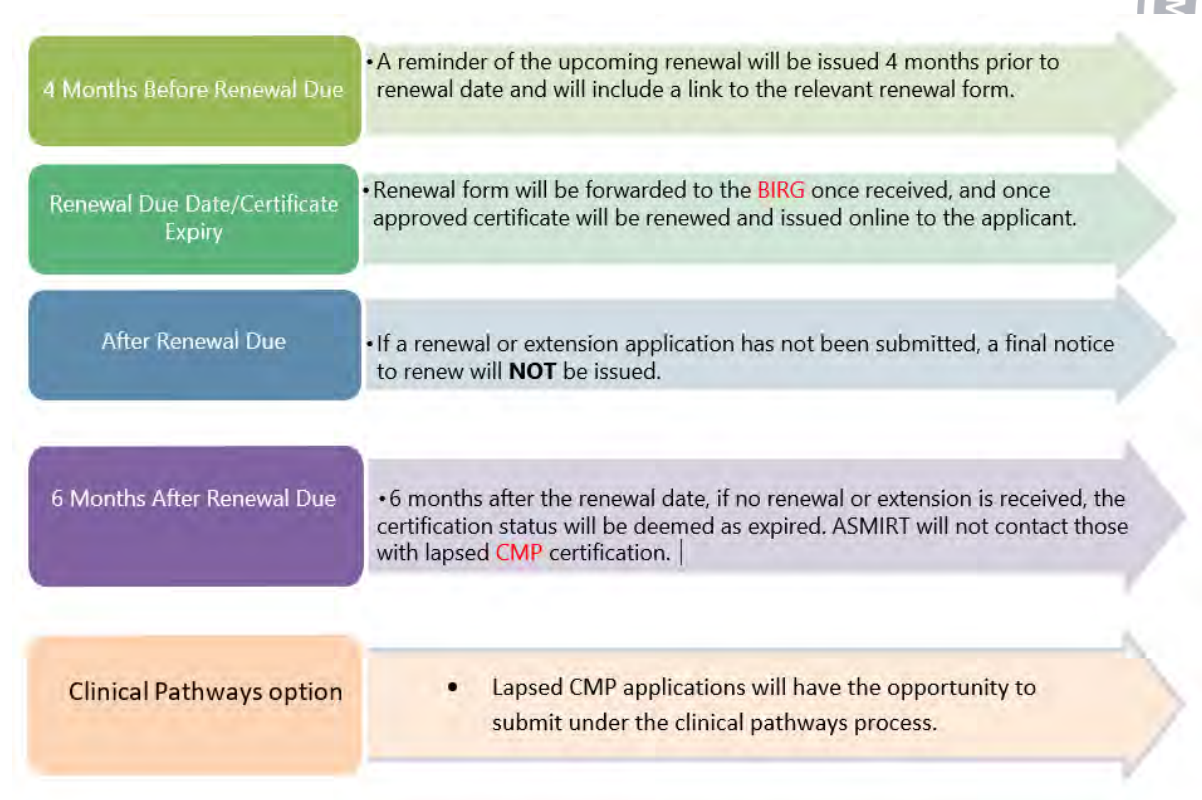 4 Months Before Renewal Due
•A reminder of the upcoming renewal will be issued 4 months prior to
renewal date and will include a link to the relevant renewal form.
Renewal Due Date/Certificate
Expiry
•Renewal form will be forwarded to the BIRG once received, and once
approved certificate will be renewed and issued online to the applicant.
After Renewal Due
•If a renewal or extension application has not been submitted, a final notice
to renew will NOT be issued.
6 Months After Renewal Due
•6 months after the renewal date, if no renewal or extension is received, the
certification status will be deemed as expired. ASMIRT will not contact those
with lapsed CMP certification.
Clinical Pathways option
• Lapsed CMP applications will have the opportunity to
submit under the clinical pathways process.